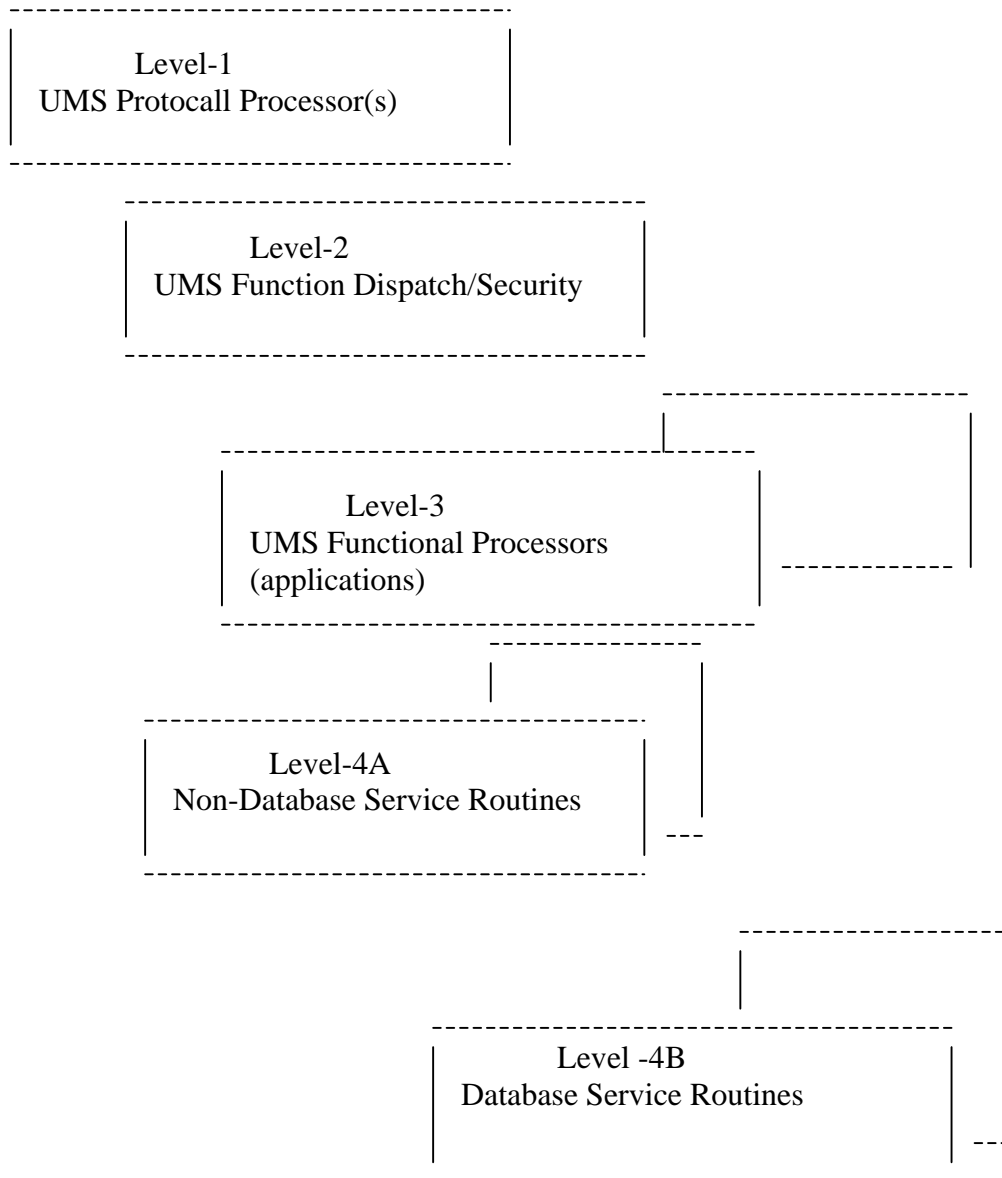 Level-1
UMS Protocall Processor(s)
Level-2
UMS Function Dispatch/Security
Level-3
UMS Functional Processors
(applications)
Level-4A
Non-Database Service Routines
Level -4B
Database Service Routines